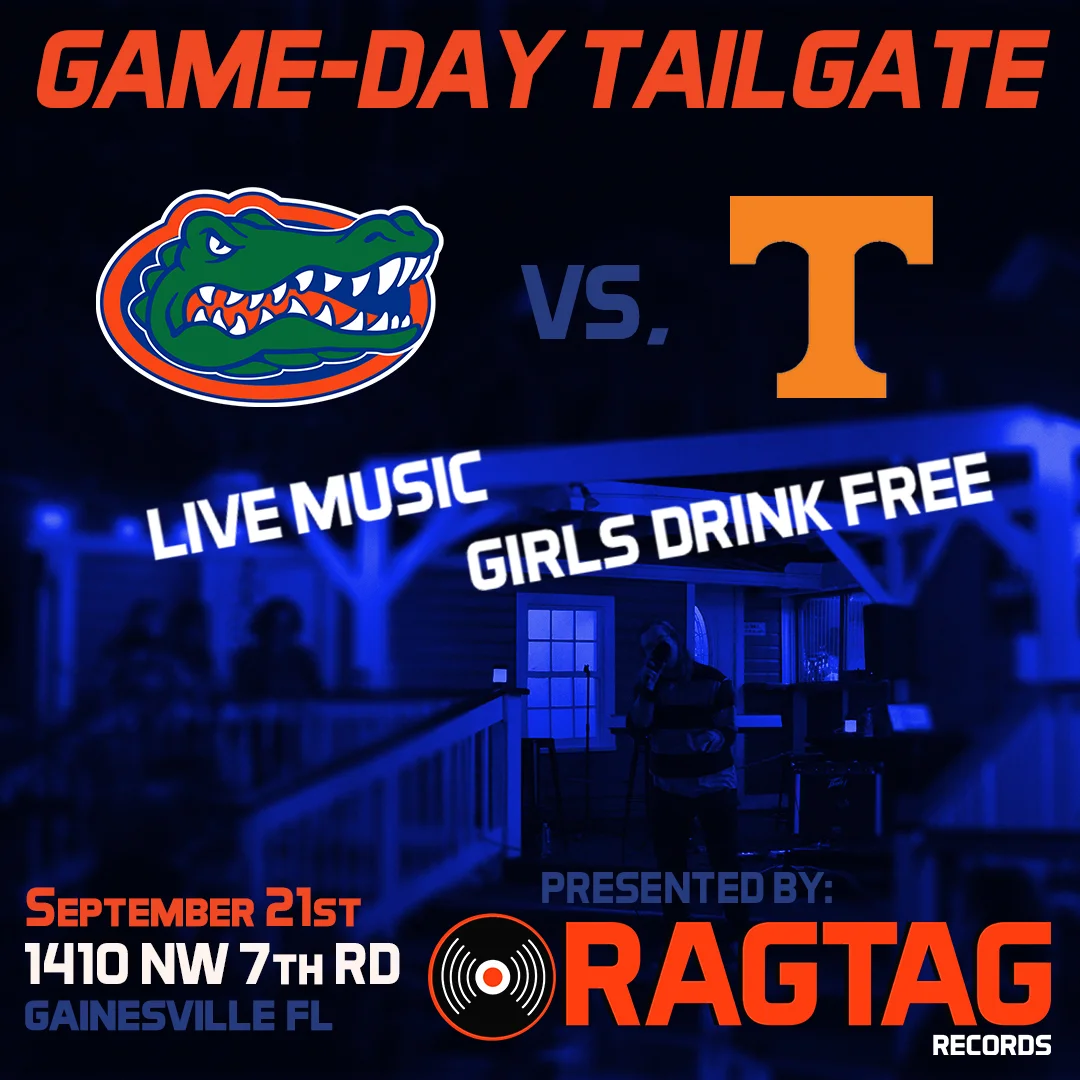 GAME-DAY TAILGATE
VS.
T
LIVE MUSIC
GIRLS DRINK FREE
SEPTEMBER 21ST
1410 NW 7TH RD
GAINESVILLE FL
PRESENTED BY:
RAGTAG
RECORDS